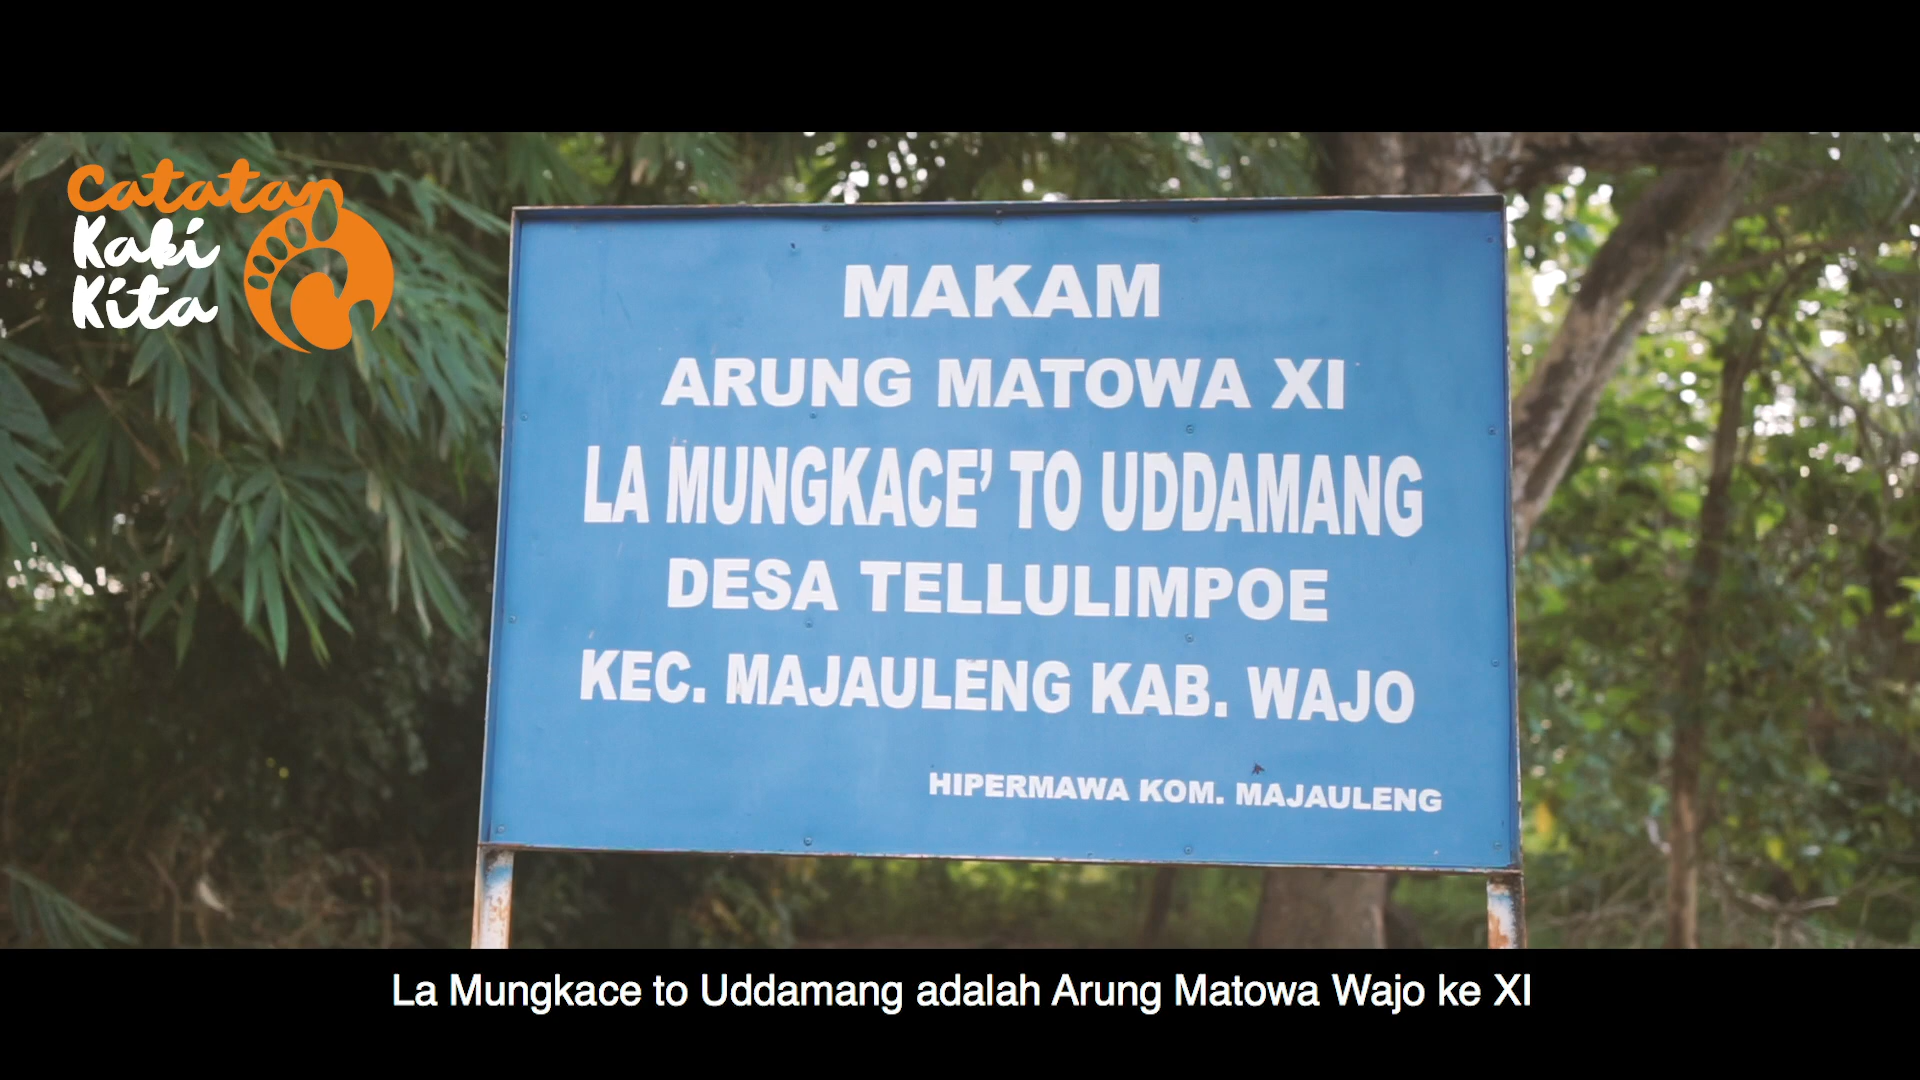 Catatan
Kaki
Kita
MAKAM
ARUNG MATOWA XI
LA MUNGKACE' TO UDDAMANG
DESA TELLULIMPOE
KEC. MAJAULENG KAB. WAJO
HIPERMAWA KOM. MAJAULENG
La Mungkace to Uddamang adalah Arung Matowa Wajo ke XI